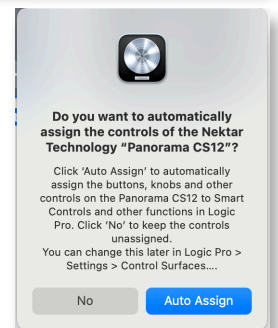 Do you want to automatically
assign the controls of the Nektar
Technology “Panorama CS12”?
Click ‘Auto Assign’ to automatically
assign the buttons, knobs and other
controls on the Panorama CS12 to Smart
Controls and other functions in Logic
Pro. Click ‘No’ to keep the controls
unassigned.
You can change this later in Logic Pro >
Settings > Control Surfaces....
No
Auto Assign